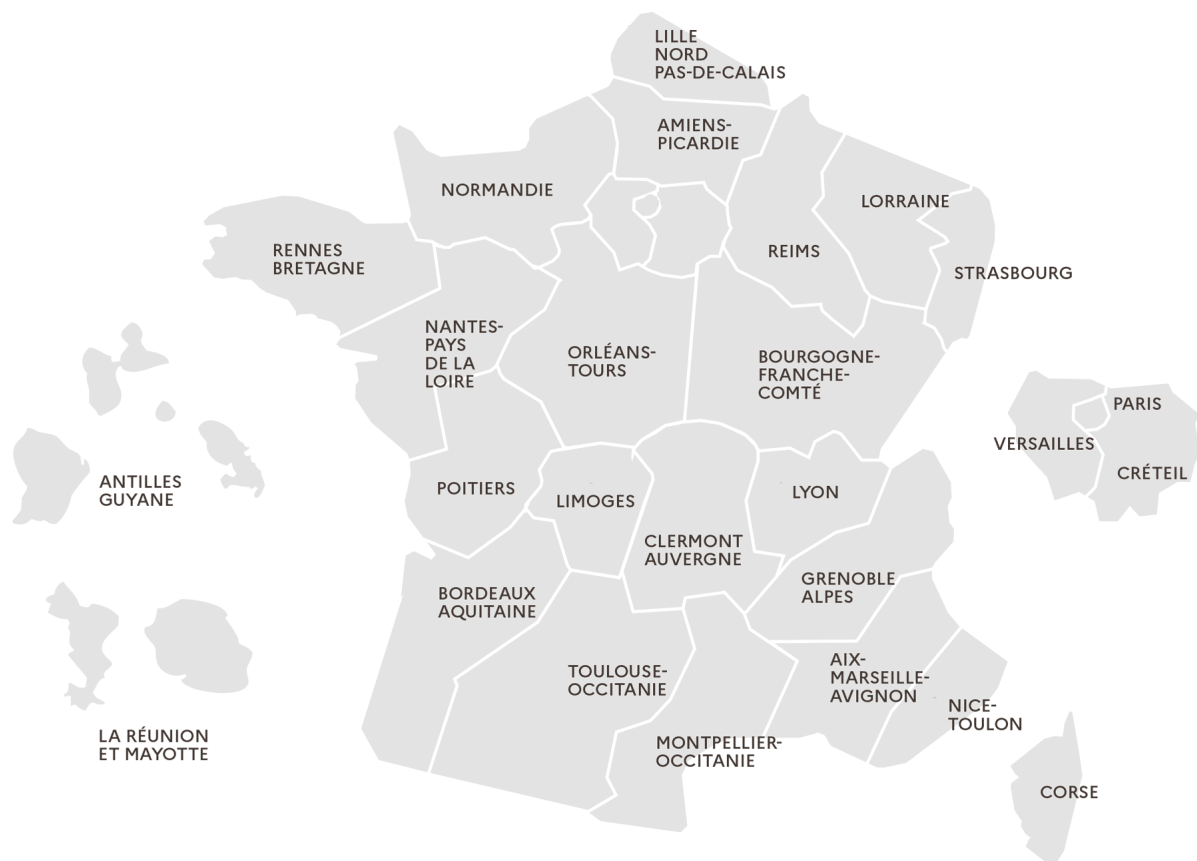 LILLE
NORD
PAS-DE-CALAIS
AMIENS-
PICARDIE
NORMANDIE
LORRAINE
RENNES
BRETAGNE
REIMS
STRASBOURG
NANTES-
PAYS
DE LA
LOIRE
ORLÉANS-
TOURS
BOURGOGNE-
FRANCHE-
COMTÉ
PARIS
VERSAILLES
CRÉTEIL
ANTILLES
GUYANE
POITIERS
LIMOGES
LYON
CLERMONT
AUVERGNE
GRENOBLE
ALPES
BORDEAUX
AQUITAINE
TOULOUSE-
OCCITANIE
AIX-
MARSEILLE-
AVIGNON
NICE-
TOULON
LA RÉUNION
ET MAYOTTE
MONTPELLIER-
OCCITANIE
CORSE